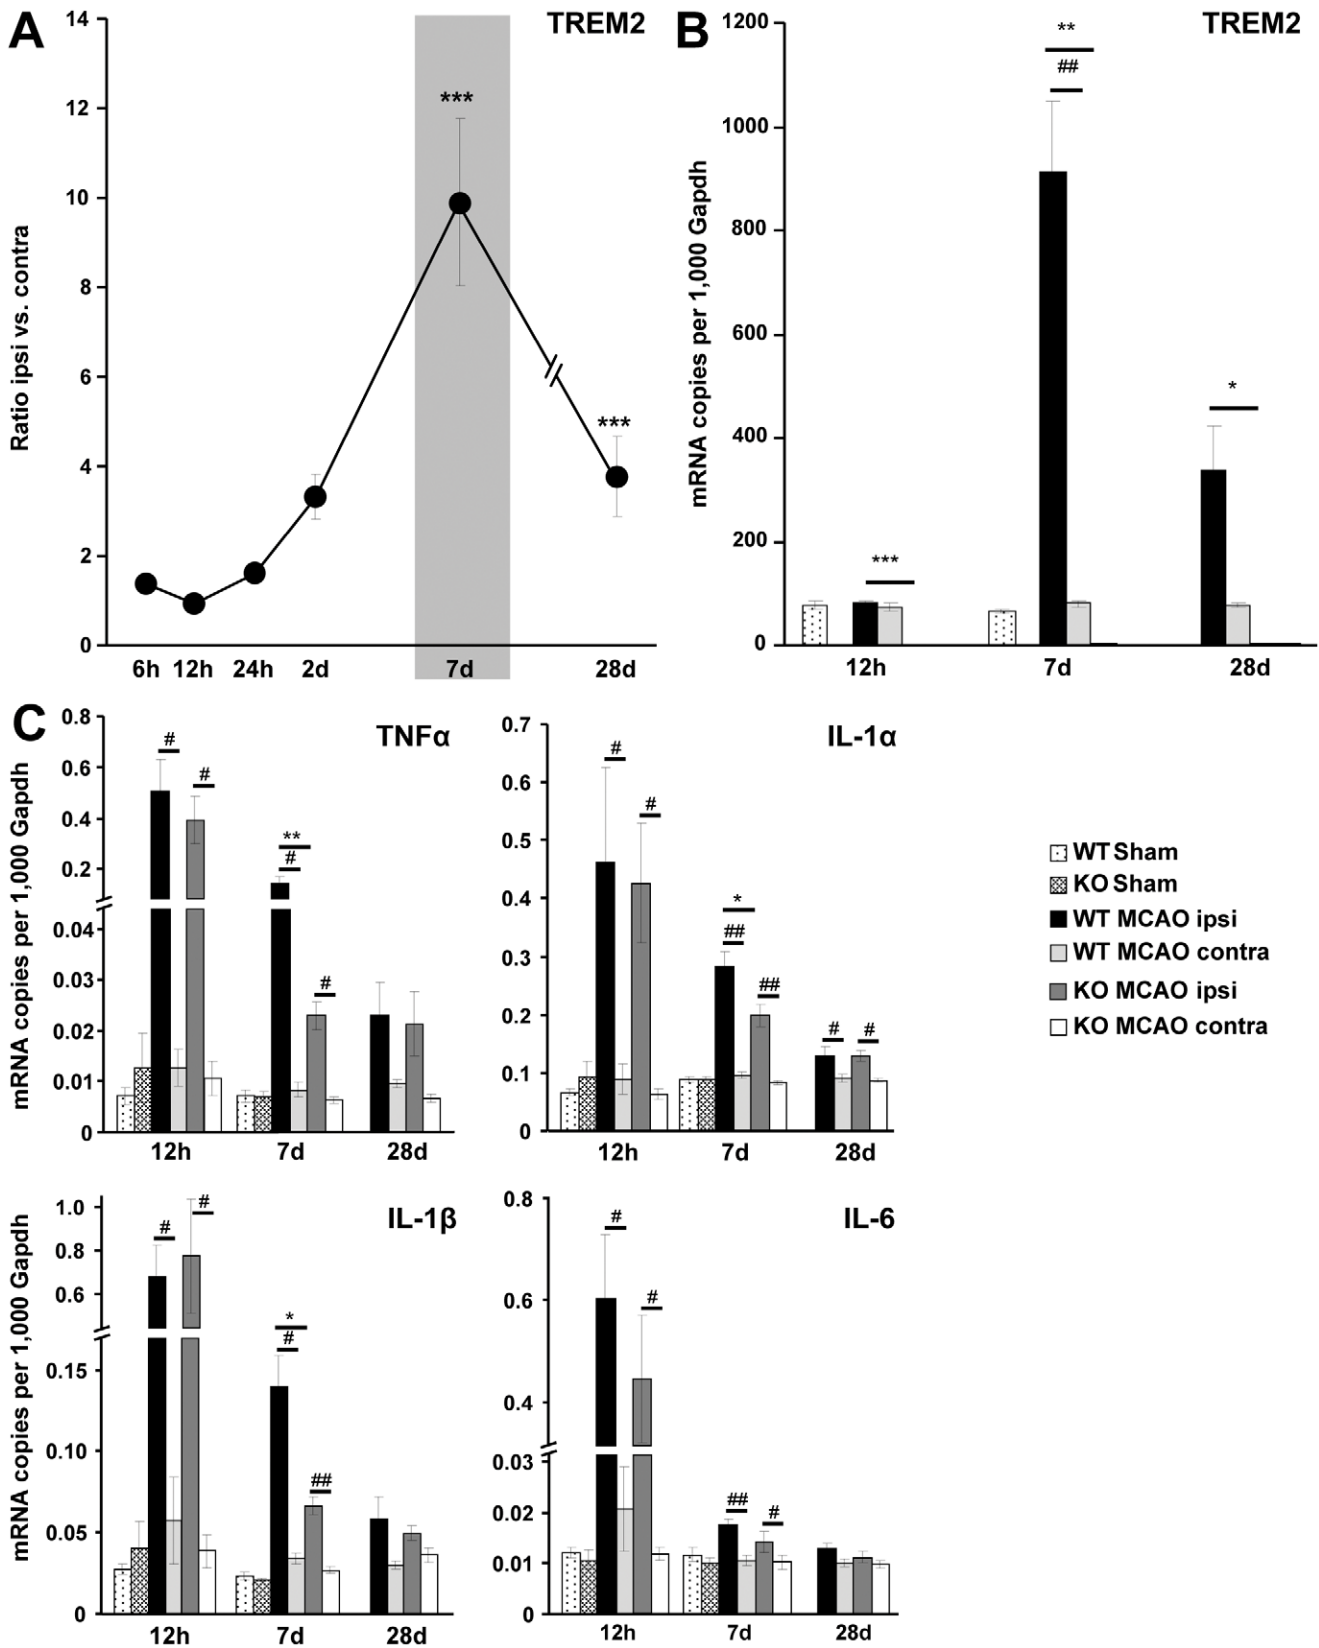 A
TREM2
Ratio ipsi vs. contra
14
12
10
8
6
4
2
0
***
***
6h 12h 24h 2d 7d 28d
B
TREM2
mRNA copies per 1,000 Gapdh
1200
1000
800
600
400
200
0
***
**
##
*
12h 7d 28d
C
TNFα
mRNA copies per 1,000 Gapdh
0.8
0.6
0.4
0.2
0.04
0.03
0.02
0.01
0
#
#
**
#
#
12h 7d 28d
IL-1α
0.7
0.6
0.5
0.4
0.3
0.2
0.1
0
#
#
*
##
##
#
#
12h 7d 28d
WT Sham
KO Sham
WT MCAO ipsi
WT MCAO contra
KO MCAO ipsi
KO MCAO contra
IL-1β
mRNA copies per 1,000 Gapdh
1.0
0.8
0.6
0.15
0.10
0.05
0
#
#
*
#
##
12h 7d 28d
IL-6
0.8
0.6
0.4
0.03
0.02
0.01
0
#
#
##
#
12h 7d 28d